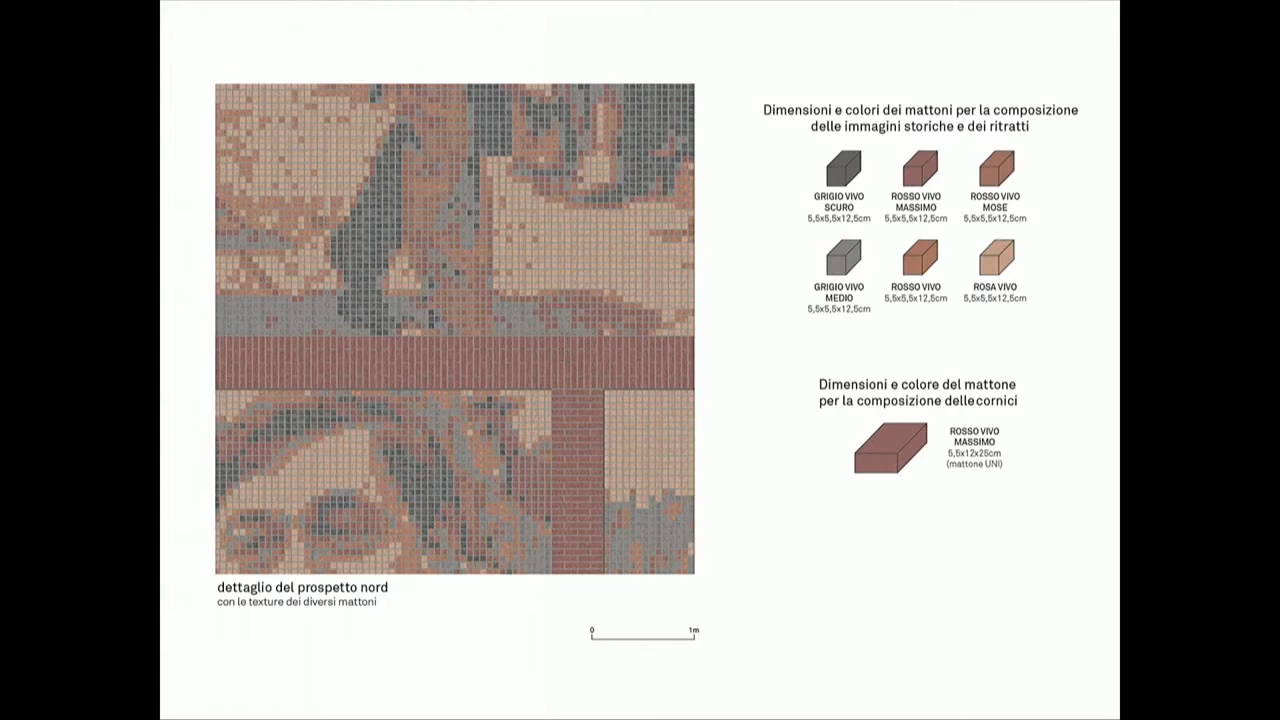 Dimensioni e colori dei mattoni per la composizione
delle immagini storiche e dei ritratti
GRIGIO VIVO
SCURO
5,5x5,5x12,5cm
ROSSO VIVO
MASSIMO
5,5x5,5x12,5cm
ROSSO VIVO
MOSE
5,5x5,5x12,5cm
GRIGIO VIVO
MEDIO
5,5x5,5x12,5cm
ROSSO VIVO
5,5x5,5x12,5cm
ROSA VIVO
5,5x5,5x12,5cm
Dimensioni e colore del mattone
per la composizione delle cornici
ROSSO VIVO
MASSIMO
5,5x12x25cm
(mattone UNI)
dettaglio del prospetto nord
con le texture dei diversi mattoni
0 1m